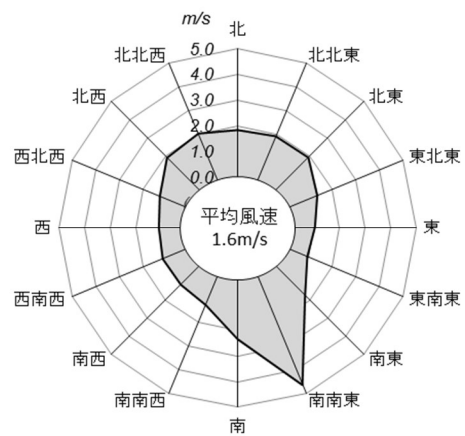 m/s
北
北北東
北東
東北東
東
東南東
南東
南南東
南
南南西
南西
西南西
西
西北西
北西
北北西
5.0
4.0
3.0
2.0
1.0
0.0
平均風速
1.6m/s